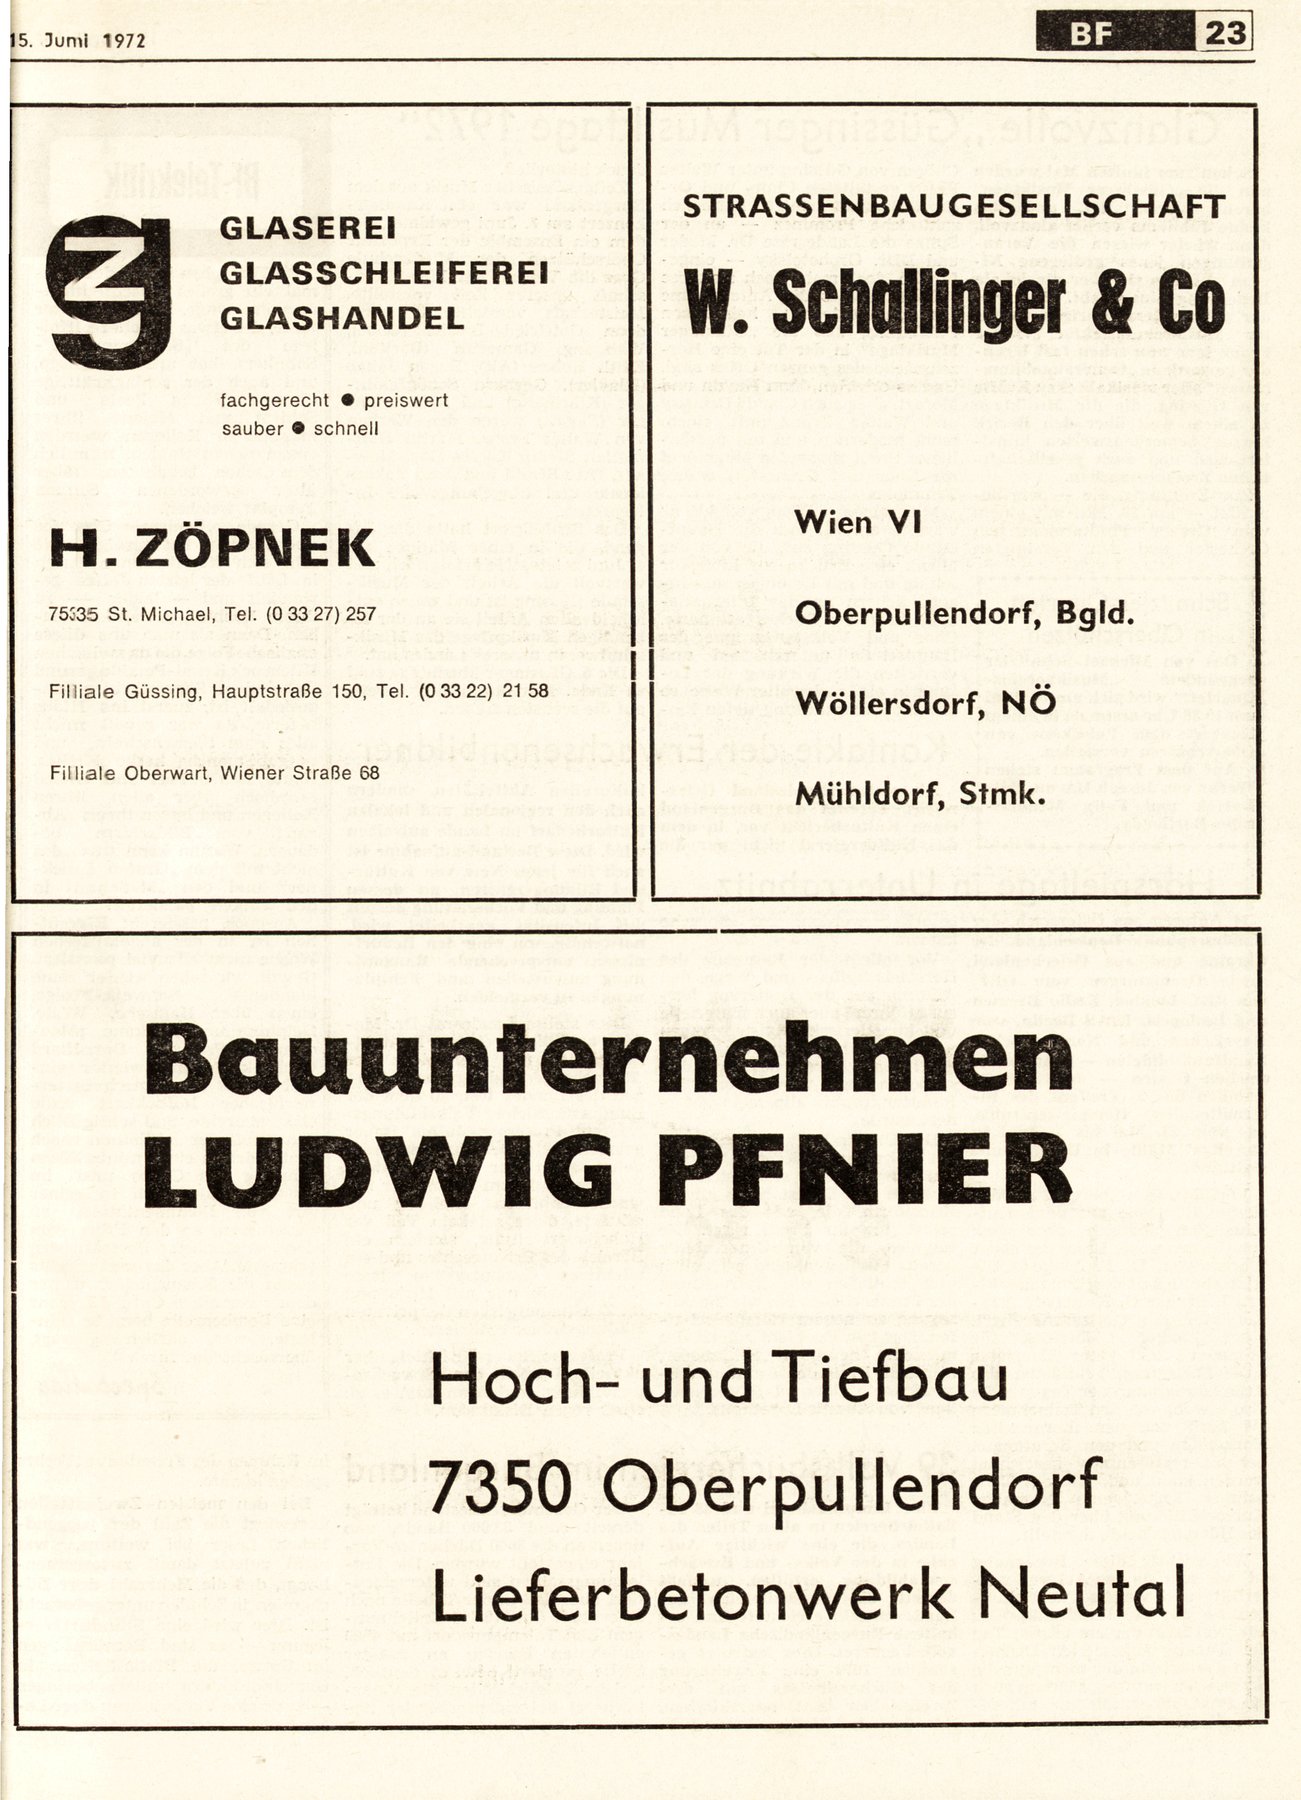 15. Juni 1972
BF 23
zg
GLASEREI
GLASSCHLEIFEREI
GLASHANDEL
fachgerecht ● preiswert
sauber ● schnell
H. ZÖPNEK
7535 St. Michael, Tel. (0 33 27) 257
Filliale Güssing, Hauptstraße 150, Tel. (0 33 22) 21 58
Filliale Oberwart, Wiener Straße 68
STRASSENBAUGESELLSCHAFT
W. Schallinger & Co
Wien VI
Oberpullendorf, Bgld.
Wöllersdorf, NÖ
Mühldorf, Stmk.
Bauunternehmen
LUDWIG PFNIER
Hoch- und Tiefbau
7350 Oberpullendorf
Lieferbetonwerk Neutal